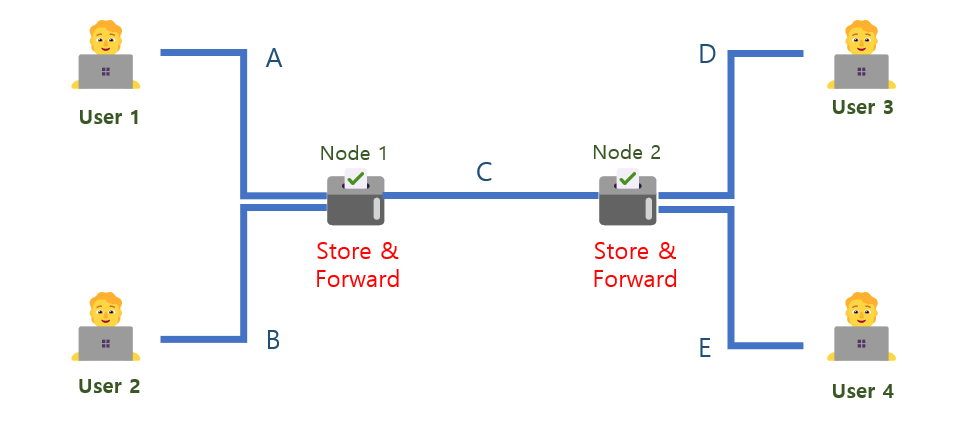 A
D
User 1
User 3
Node 1
Node 2
C
Store &
Forward
Store &
Forward
B
E
User 2
User 4